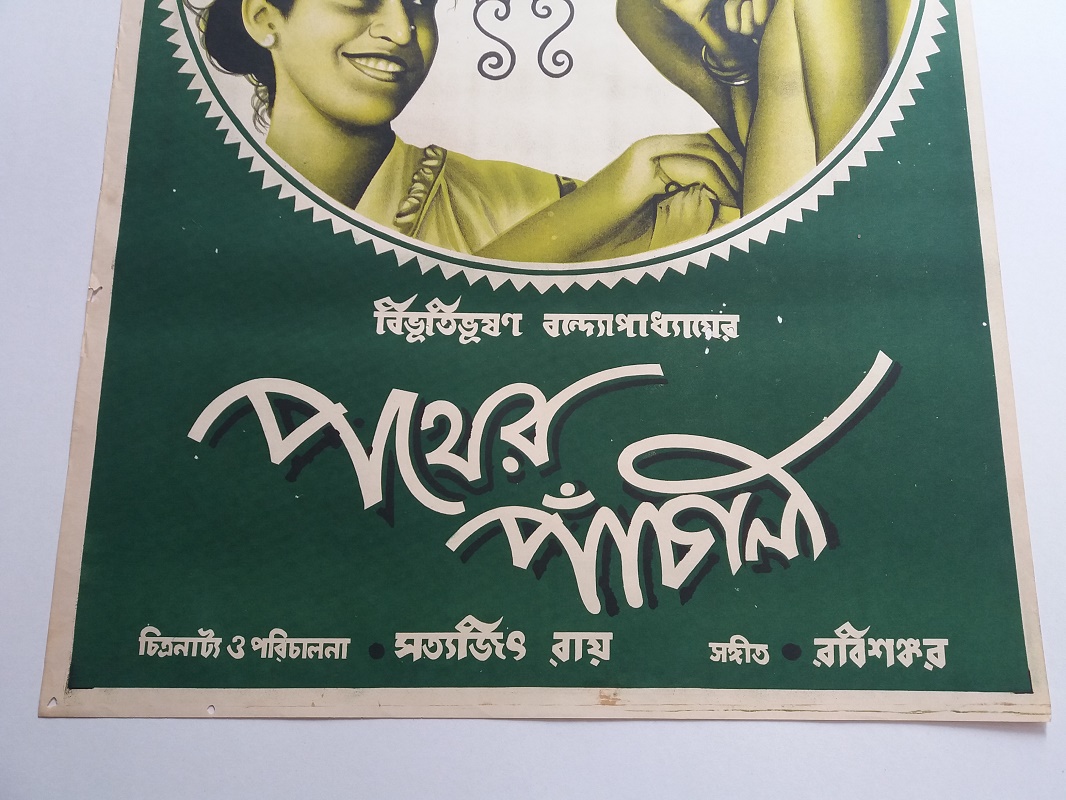 বিভূতিভূষণ বন্দ্যোপাধ্যায়ের
পথের
পাঁচালী
চিত্রনাট্য ও পরিচালনা • সত্যজিৎ রায় সঙ্গীত • রবিশঙ্কর